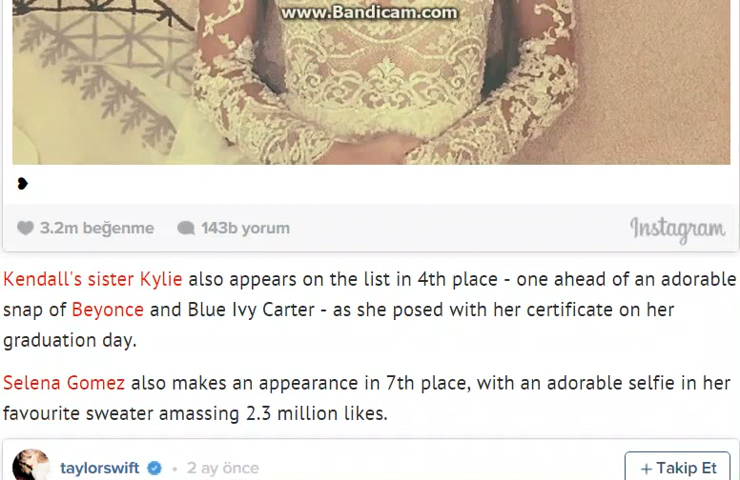 www.Bandicam.com
❥
3.2m beğenme 143b yorum Instagram
Kendall's sister Kylie also appears on the list in 4th place - one ahead of an adorable
snap of Beyonce and Blue Ivy Carter - as she posed with her certificate on her
graduation day.
Selena Gomez also makes an appearance in 7th place, with an adorable selfie in her
favourite sweater amassing 2.3 million likes.
taylorswift • 2 ay önce + Takip Et